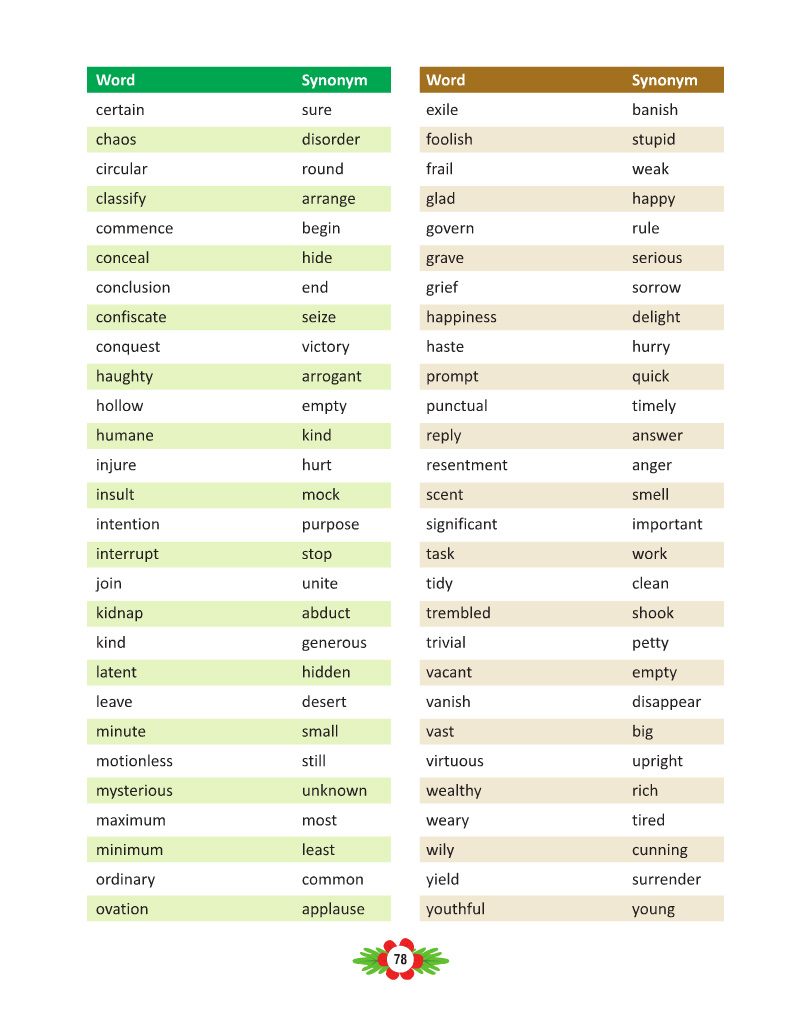 Word Synonym
certain sure
chaos disorder
circular round
classify arrange
commence begin
conceal hide
conclusion end
confiscate seize
conquest victory
haughty arrogant
hollow empty
humane kind
injure hurt
insult mock
intention purpose
interrupt stop
join unite
kidnap abduct
kind generous
latent hidden
leave desert
minute small
motionless still
mysterious unknown
maximum most
minimum least
ordinary common
ovation applause
Word Synonym
exile banish
foolish stupid
frail weak
glad happy
govern rule
grave serious
grief sorrow
happiness delight
haste hurry
prompt quick
punctual timely
reply answer
resentment anger
scent smell
significant important
task work
tidy clean
trembled shook
trivial petty
vacant empty
vanish disappear
vast big
virtuous upright
wealthy rich
weary tired
wily cunning
yield surrender
youthful young
78